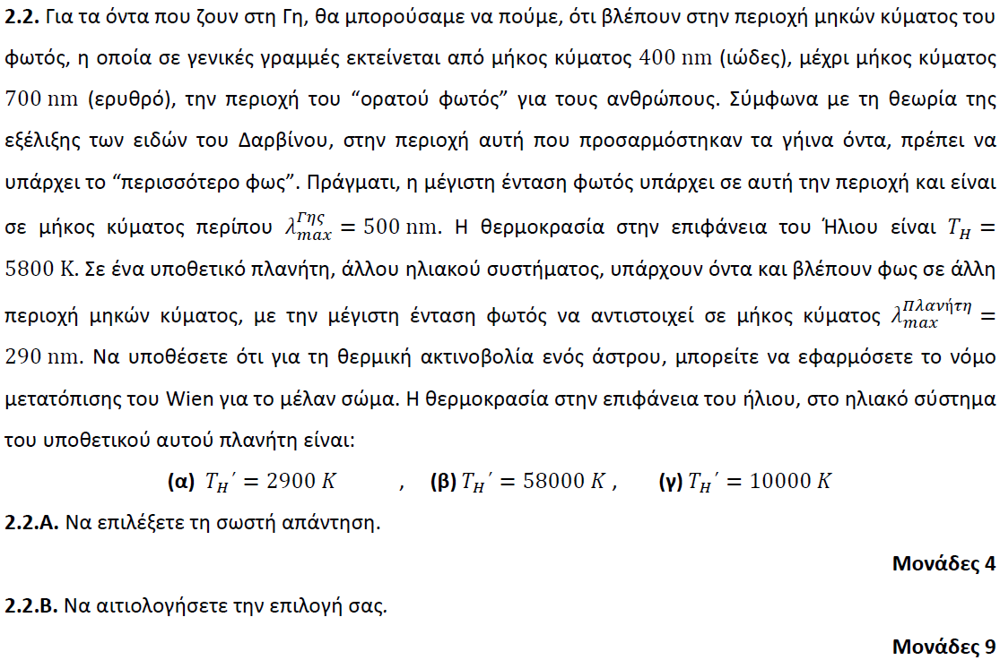 2.2. Για τα όντα που ζουν στη Γη, θα μπορούσαμε να πούμε, ότι βλέπουν στην περιοχή μηκών κύματος του
φωτός, η οποία σε γενικές γραμμές εκτείνεται από μήκος κύματος 400 nm (ιώδες), μέχρι μήκος κύματος
700 nm (ερυθρό), την περιοχή του “ορατού φωτός” για τους ανθρώπους. Σύμφωνα με τη θεωρία της
εξέλιξης των ειδών του Δαρβίνου, στην περιοχή αυτή που προσαρμόστηκαν τα γήινα όντα, πρέπει να
υπάρχει το “περισσότερο φως”. Πράγματι, η μέγιστη ένταση φωτός υπάρχει σε αυτή την περιοχή και είναι
σε μήκος κύματος περίπου λ_{max}^{Γης} = 500 nm. Η θερμοκρασία στην επιφάνεια του Ήλιου είναι T_H =
5800 K. Σε ένα υποθετικό πλανήτη, άλλου ηλιακού συστήματος, υπάρχουν όντα και βλέπουν φως σε άλλη
περιοχή μηκών κύματος, με την μέγιστη ένταση φωτός να αντιστοιχεί σε μήκος κύματος λ_{max}^{Πλανήτη} =
290 nm. Να υποθέσετε ότι για τη θερμική ακτινοβολία ενός άστρου, μπορείτε να εφαρμόσετε το νόμο
μετατόπισης του Wien για το μέλαν σώμα. Η θερμοκρασία στην επιφάνεια του ήλιου, στο ηλιακό σύστημα
του υποθετικού αυτού πλανήτη είναι:
(α) T_H′ = 2900 K , (β) T_H′ = 58000 K , (γ) T_H′ = 10000 K
2.2.Α. Να επιλέξετε τη σωστή απάντηση.
Μονάδες 4
2.2.Β. Να αιτιολογήσετε την επιλογή σας.
Μονάδες 9